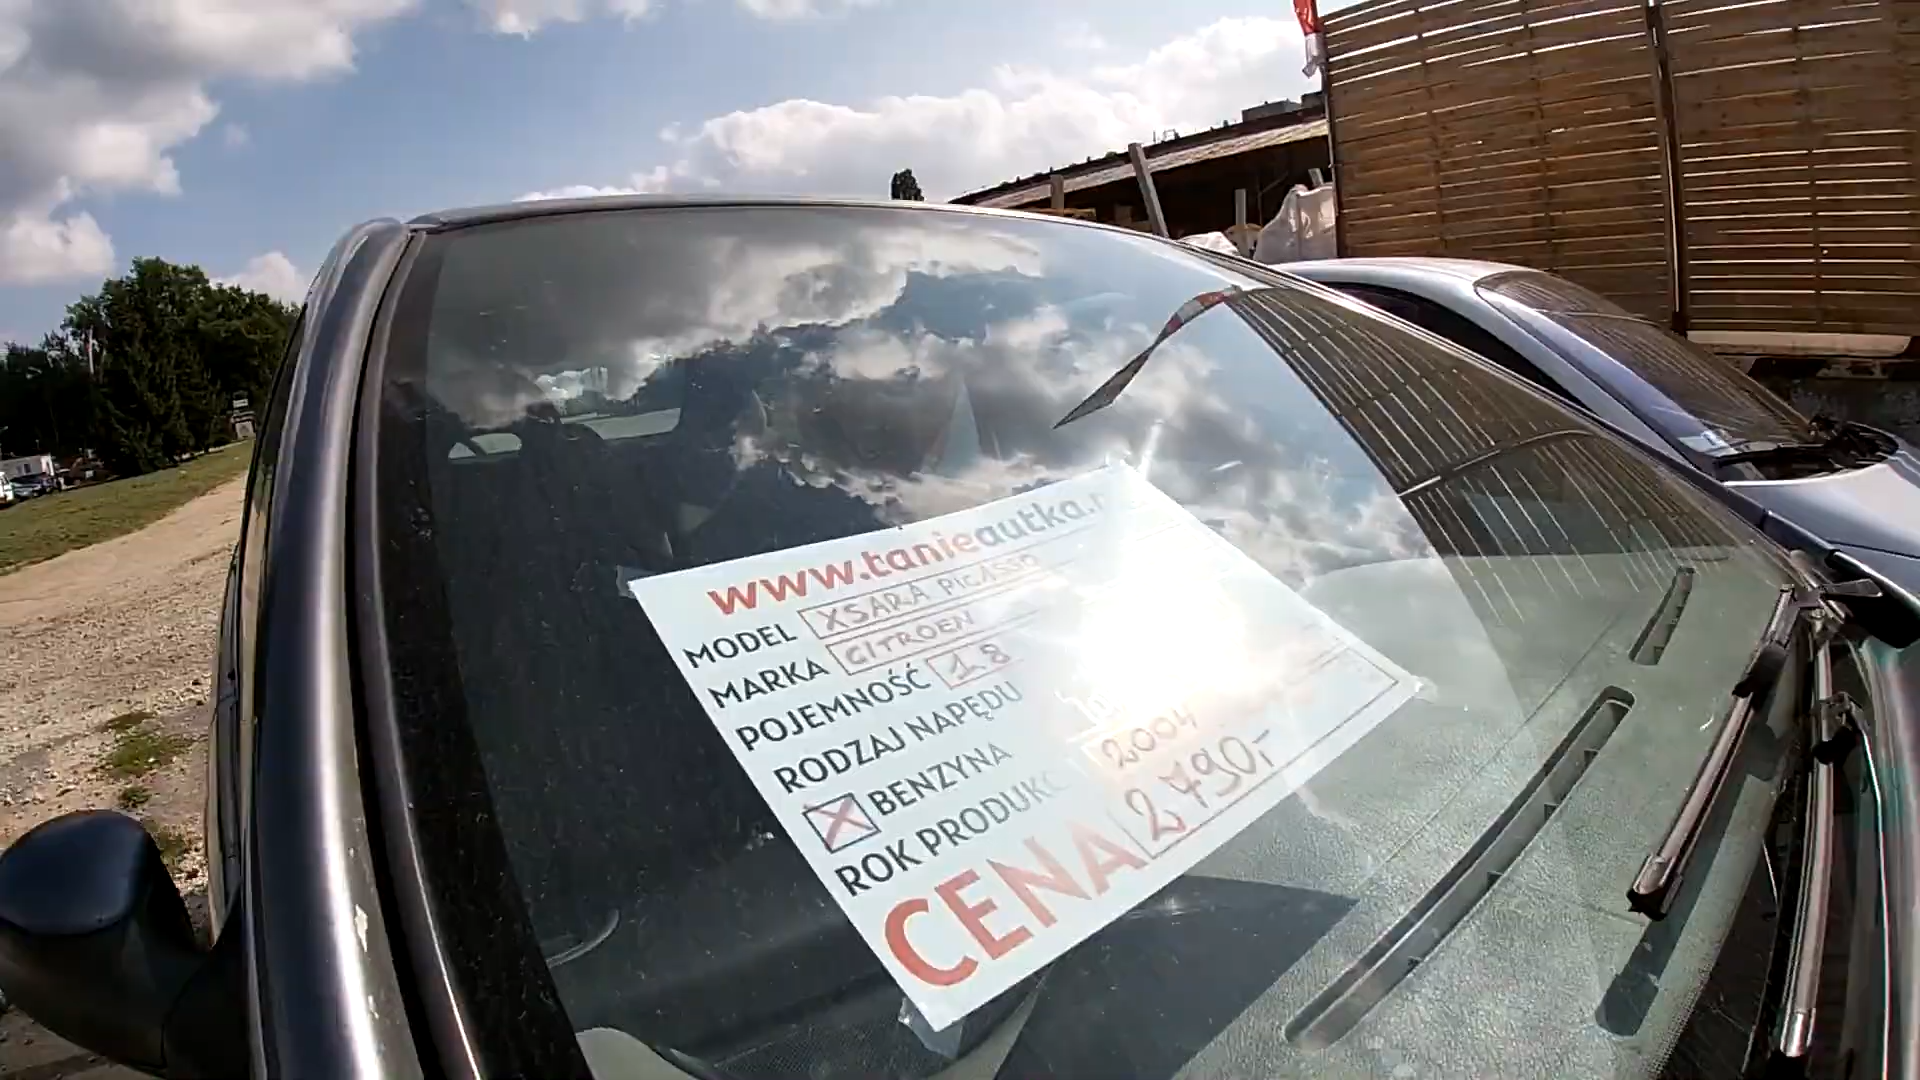 www.tanieautka.
MODEL XSARA PICASSO
MARKA CITROEN
POJEMNOŚĆ 1.8
RODZAJ NAPĘDU
BENZYNA
ROK PRODUKC 2004
CENA 2790,-